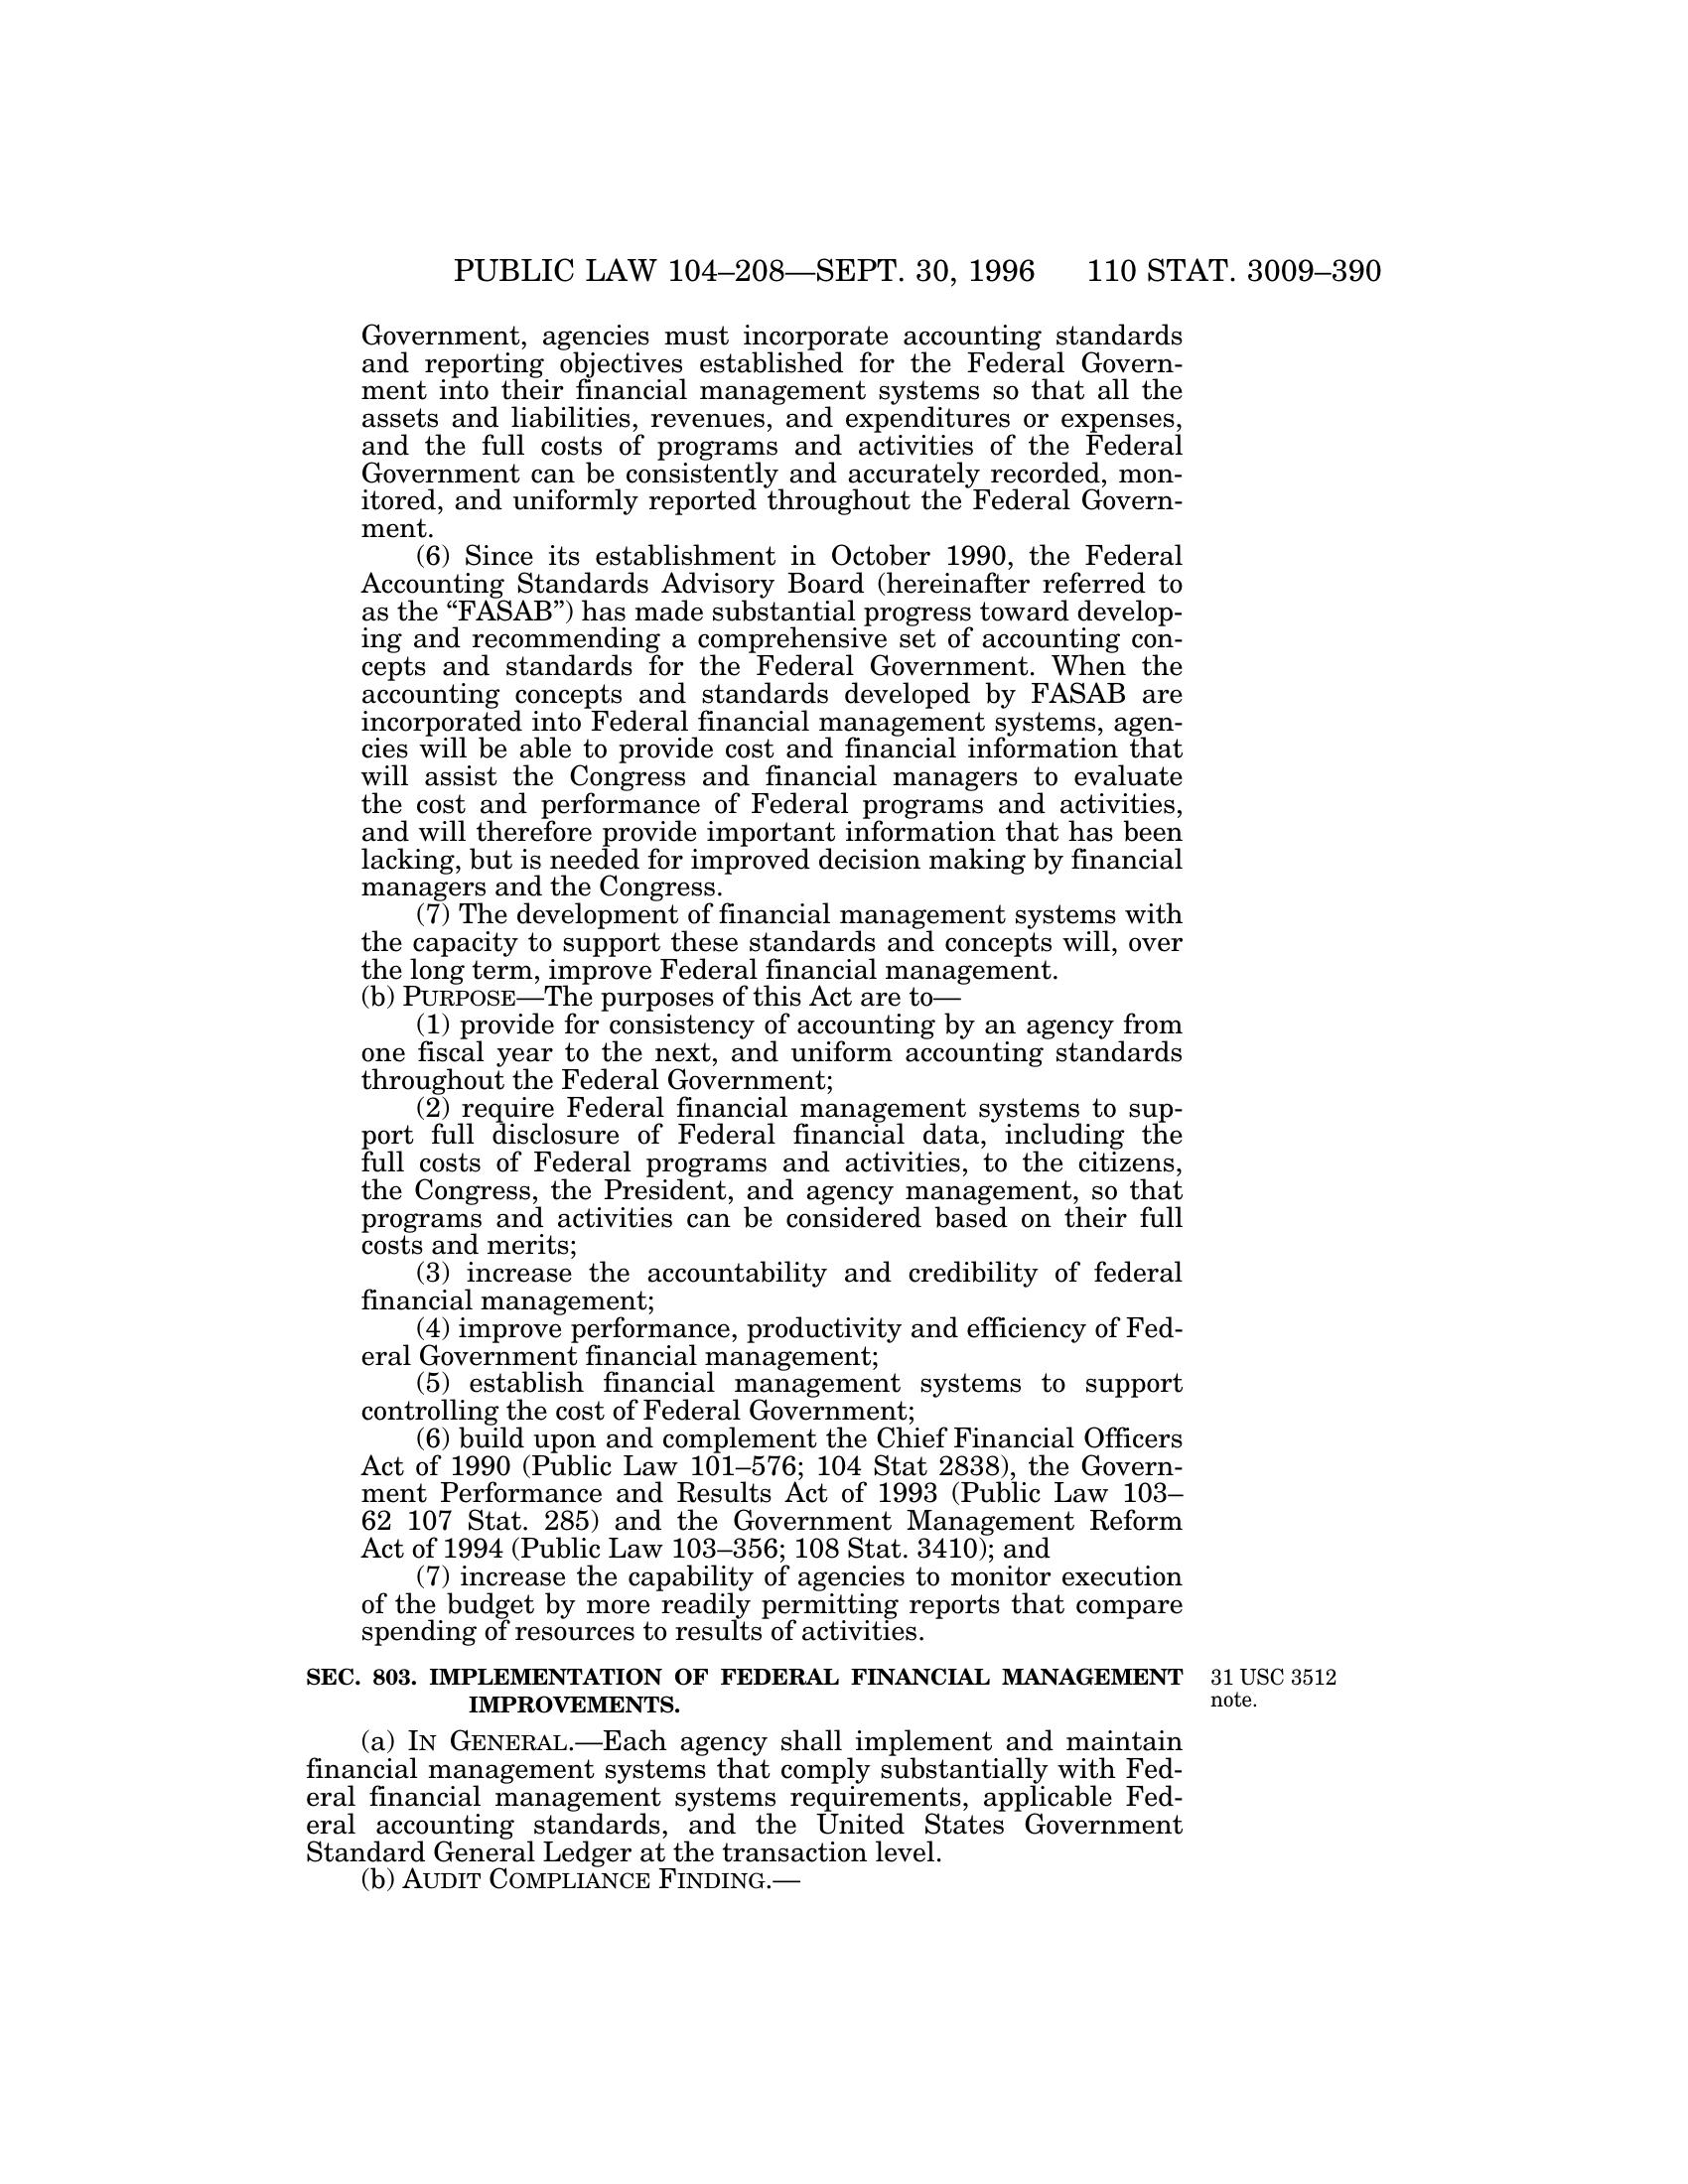 PUBLIC LAW 104–208—SEPT. 30, 1996 110 STAT. 3009–390
Government, agencies must incorporate accounting standards
and reporting objectives established for the Federal Govern-
ment into their financial management systems so that all the
assets and liabilities, revenues, and expenditures or expenses,
and the full costs of programs and activities of the Federal
Government can be consistently and accurately recorded, mon-
itored, and uniformly reported throughout the Federal Govern-
ment.
(6) Since its establishment in October 1990, the Federal
Accounting Standards Advisory Board (hereinafter referred to
as the “FASAB”) has made substantial progress toward develop-
ing and recommending a comprehensive set of accounting con-
cepts and standards for the Federal Government. When the
accounting concepts and standards developed by FASAB are
incorporated into Federal financial management systems, agen-
cies will be able to provide cost and financial information that
will assist the Congress and financial managers to evaluate
the cost and performance of Federal programs and activities,
and will therefore provide important information that has been
lacking, but is needed for improved decision making by financial
managers and the Congress.
(7) The development of financial management systems with
the capacity to support these standards and concepts will, over
the long term, improve Federal financial management.
(b) PURPOSE—The purposes of this Act are to—
(1) provide for consistency of accounting by an agency from
one fiscal year to the next, and uniform accounting standards
throughout the Federal Government;
(2) require Federal financial management systems to sup-
port full disclosure of Federal financial data, including the
full costs of Federal programs and activities, to the citizens,
the Congress, the President, and agency management, so that
programs and activities can be considered based on their full
costs and merits;
(3) increase the accountability and credibility of federal
financial management;
(4) improve performance, productivity and efficiency of Fed-
eral Government financial management;
(5) establish financial management systems to support
controlling the cost of Federal Government;
(6) build upon and complement the Chief Financial Officers
Act of 1990 (Public Law 101–576; 104 Stat 2838), the Govern-
ment Performance and Results Act of 1993 (Public Law 103–
62 107 Stat. 285) and the Government Management Reform
Act of 1994 (Public Law 103–356; 108 Stat. 3410); and
(7) increase the capability of agencies to monitor execution
of the budget by more readily permitting reports that compare
spending of resources to results of activities.
SEC. 803. IMPLEMENTATION OF FEDERAL FINANCIAL MANAGEMENT
IMPROVEMENTS.
31 USC 3512
note.
(a) IN GENERAL.—Each agency shall implement and maintain
financial management systems that comply substantially with Fed-
eral financial management systems requirements, applicable Fed-
eral accounting standards, and the United States Government
Standard General Ledger at the transaction level.
(b) AUDIT COMPLIANCE FINDING.—